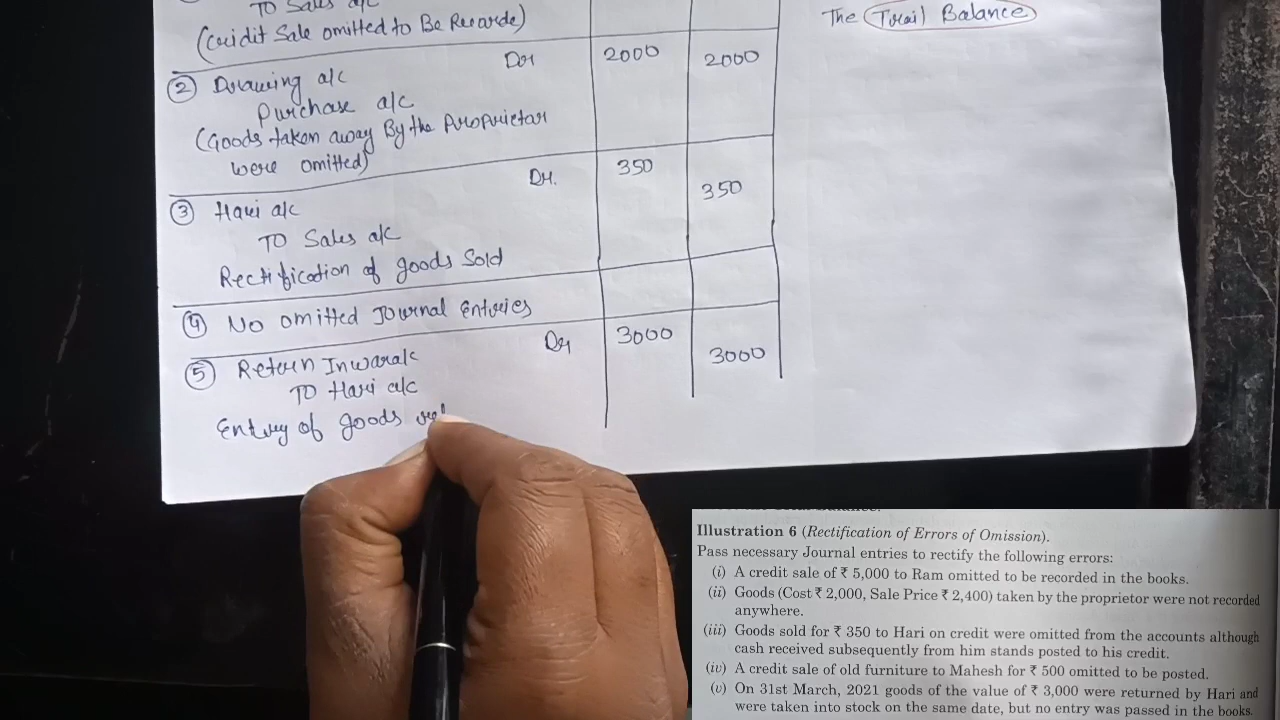 TO Sales a/c
(Cridit Sale omitted to Be Recorde)
The Trail Balance
② Drawing a/c Dr 2000
Purchase a/c 2000
(Goods taken away By the Proprietar
were omitted)
③ Hari a/c Dr. 350
TO Sales a/c 350
Rectification of goods Sold
④ No omitted Journal Entries
⑤ Return Inwara/c Dr 3000
TO Hari a/c 3000
Entry of goods
Illustration 6 (Rectification of Errors of Omission).
Pass necessary Journal entries to rectify the following errors:
(i) A credit sale of ₹ 5,000 to Ram omitted to be recorded in the books.
(ii) Goods (Cost ₹ 2,000, Sale Price ₹ 2,400) taken by the proprietor were not recorded
anywhere.
(iii) Goods sold for ₹ 350 to Hari on credit were omitted from the accounts although
cash received subsequently from him stands posted to his credit.
(iv) A credit sale of old furniture to Mahesh for ₹ 500 omitted to be posted.
(v) On 31st March, 2021 goods of the value of ₹ 3,000 were returned by Hari and
were taken into stock on the same date, but no entry was passed in the books.